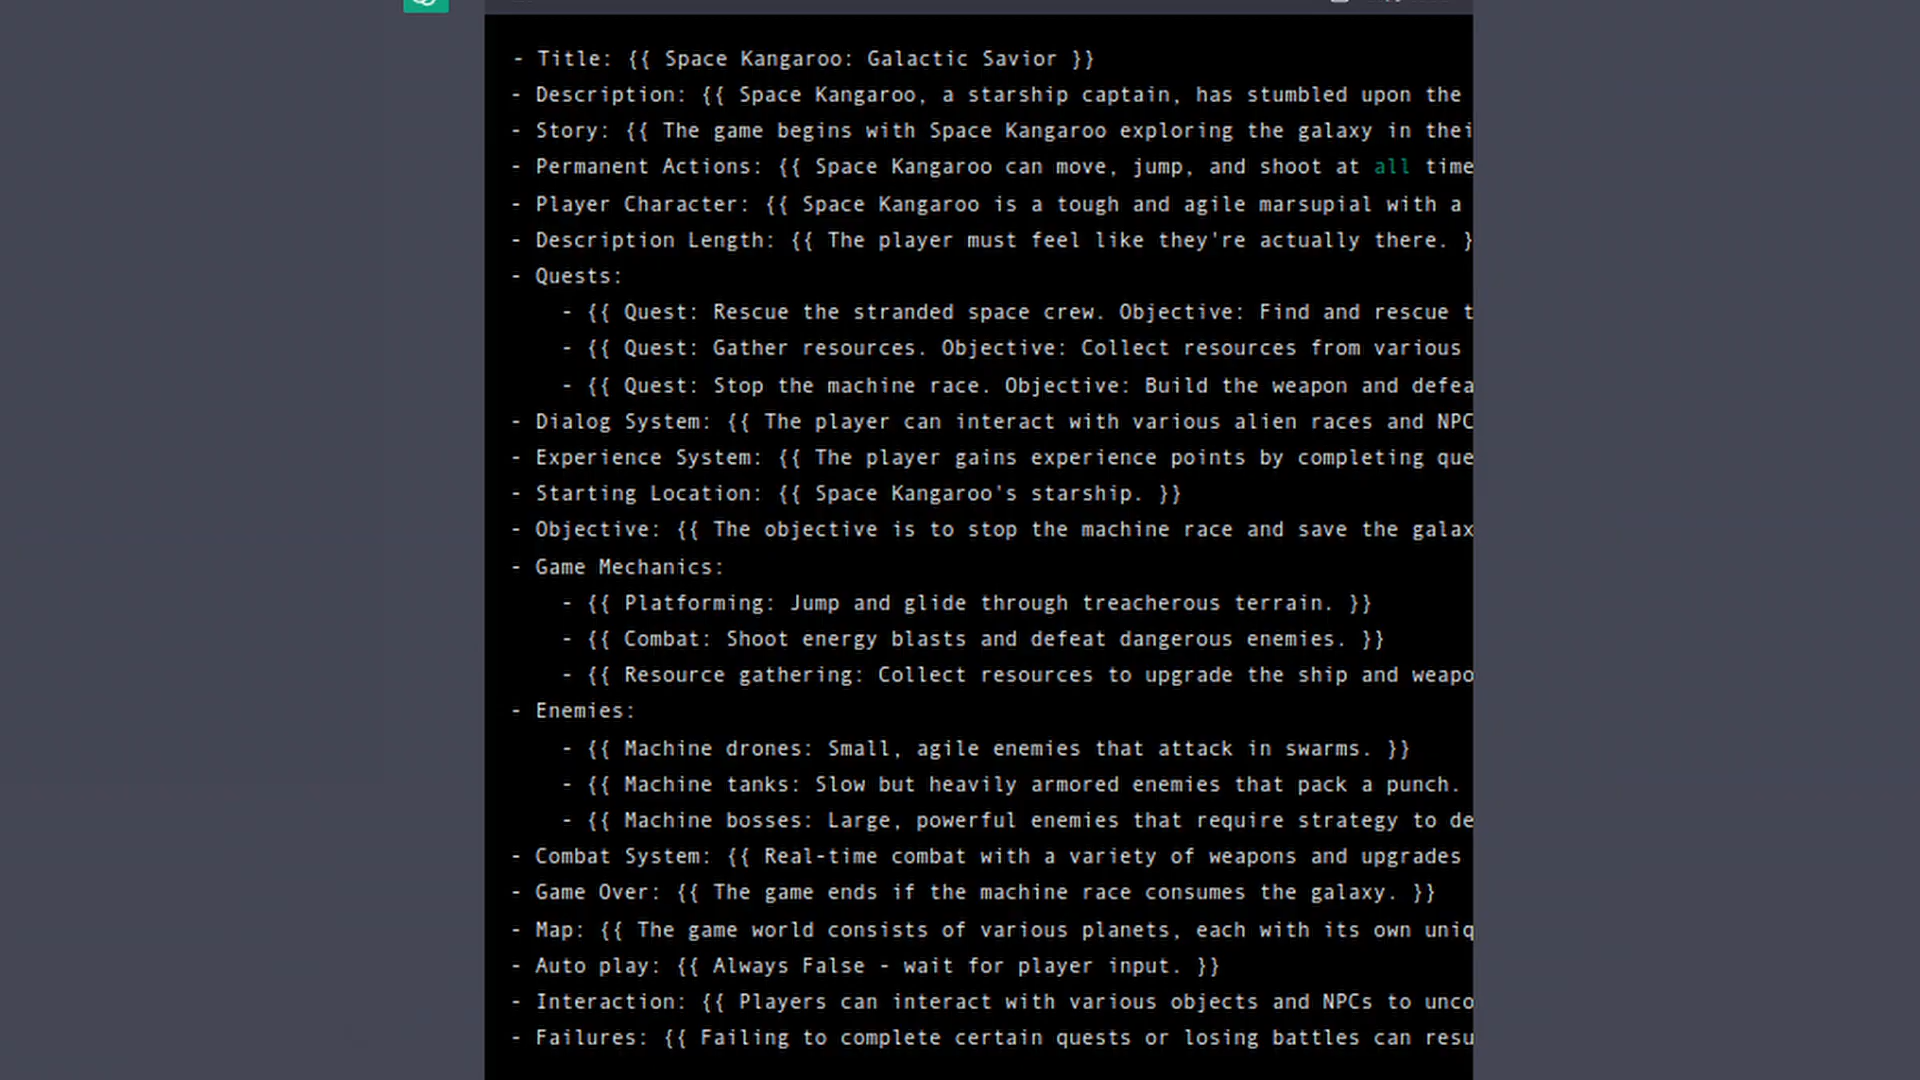 - Title: {{ Space Kangaroo: Galactic Savior }}
- Description: {{ Space Kangaroo, a starship captain, has stumbled upon the
- Story: {{ The game begins with Space Kangaroo exploring the galaxy in thei
- Permanent Actions: {{ Space Kangaroo can move, jump, and shoot at all time
- Player Character: {{ Space Kangaroo is a tough and agile marsupial with a
- Description Length: {{ The player must feel like they're actually there. }
- Quests:
- {{ Quest: Rescue the stranded space crew. Objective: Find and rescue t
- {{ Quest: Gather resources. Objective: Collect resources from various
- {{ Quest: Stop the machine race. Objective: Build the weapon and defea
- Dialog System: {{ The player can interact with various alien races and NPC
- Experience System: {{ The player gains experience points by completing que
- Starting Location: {{ Space Kangaroo's starship. }}
- Objective: {{ The objective is to stop the machine race and save the galax
- Game Mechanics:
- {{ Platforming: Jump and glide through treacherous terrain. }}
- {{ Combat: Shoot energy blasts and defeat dangerous enemies. }}
- {{ Resource gathering: Collect resources to upgrade the ship and weapo
- Enemies:
- {{ Machine drones: Small, agile enemies that attack in swarms. }}
- {{ Machine tanks: Slow but heavily armored enemies that pack a punch.
- {{ Machine bosses: Large, powerful enemies that require strategy to de
- Combat System: {{ Real-time combat with a variety of weapons and upgrades
- Game Over: {{ The game ends if the machine race consumes the galaxy. }}
- Map: {{ The game world consists of various planets, each with its own uniq
- Auto play: {{ Always False - wait for player input. }}
- Interaction: {{ Players can interact with various objects and NPCs to unco
- Failures: {{ Failing to complete certain quests or losing battles can resu